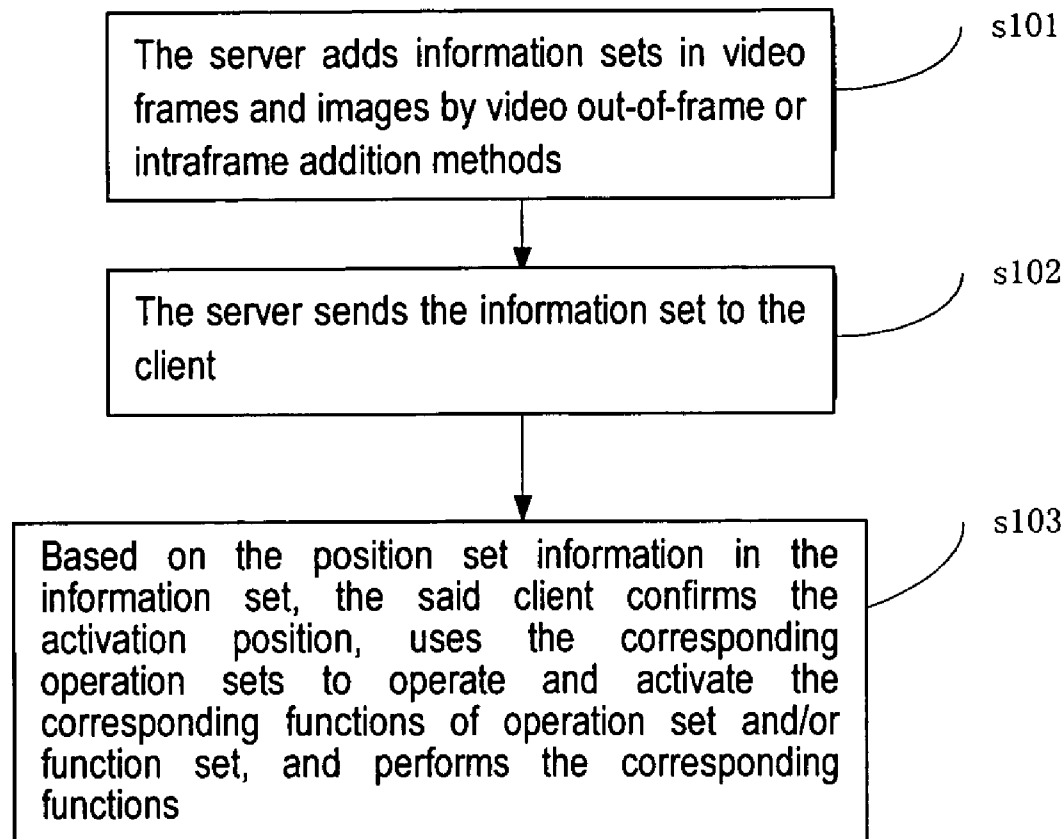 s101
The server adds information sets in video
frames and images by video out-of-frame or
intraframe addition methods
s102
The server sends the information set to the
client
s103
Based on the position set information in the
information set, the said client confirms the
activation position, uses the corresponding
operation sets to operate and activate the
corresponding functions of operation set and/or
function set, and performs the corresponding
functions